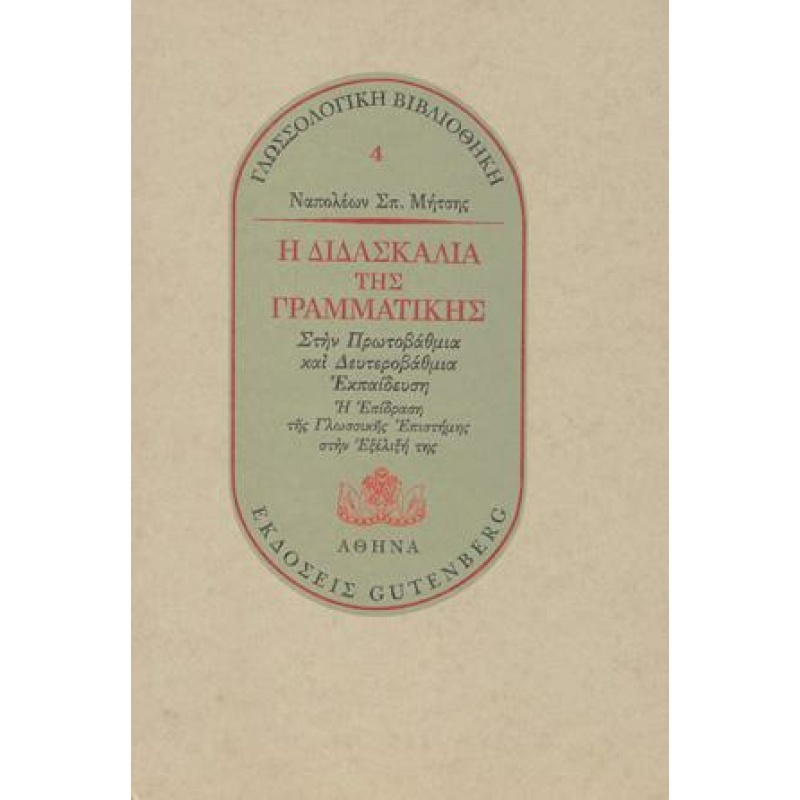 ΓΛΩΣΣΟΛΟΓΙΚΗ ΒΙΒΛΙΟΘΗΚΗ
4
Ναπολέων Σπ. Μήτσης
Η ΔΙΔΑΣΚΑΛΙΑ
ΤΗΣ
ΓΡΑΜΜΑΤΙΚΗΣ
Στὴν Πρωτοβάθμια
καὶ Δευτεροβάθμια
Ἐκπαίδευση
Ἡ Ἐπίδραση
τῆς Γλωσσικῆς Ἐπιστήμης
στὴν Ἐξέλιξή της
ΑΘΗΝΑ
ΕΚΔΟΣΕΙΣ GUTENBERG